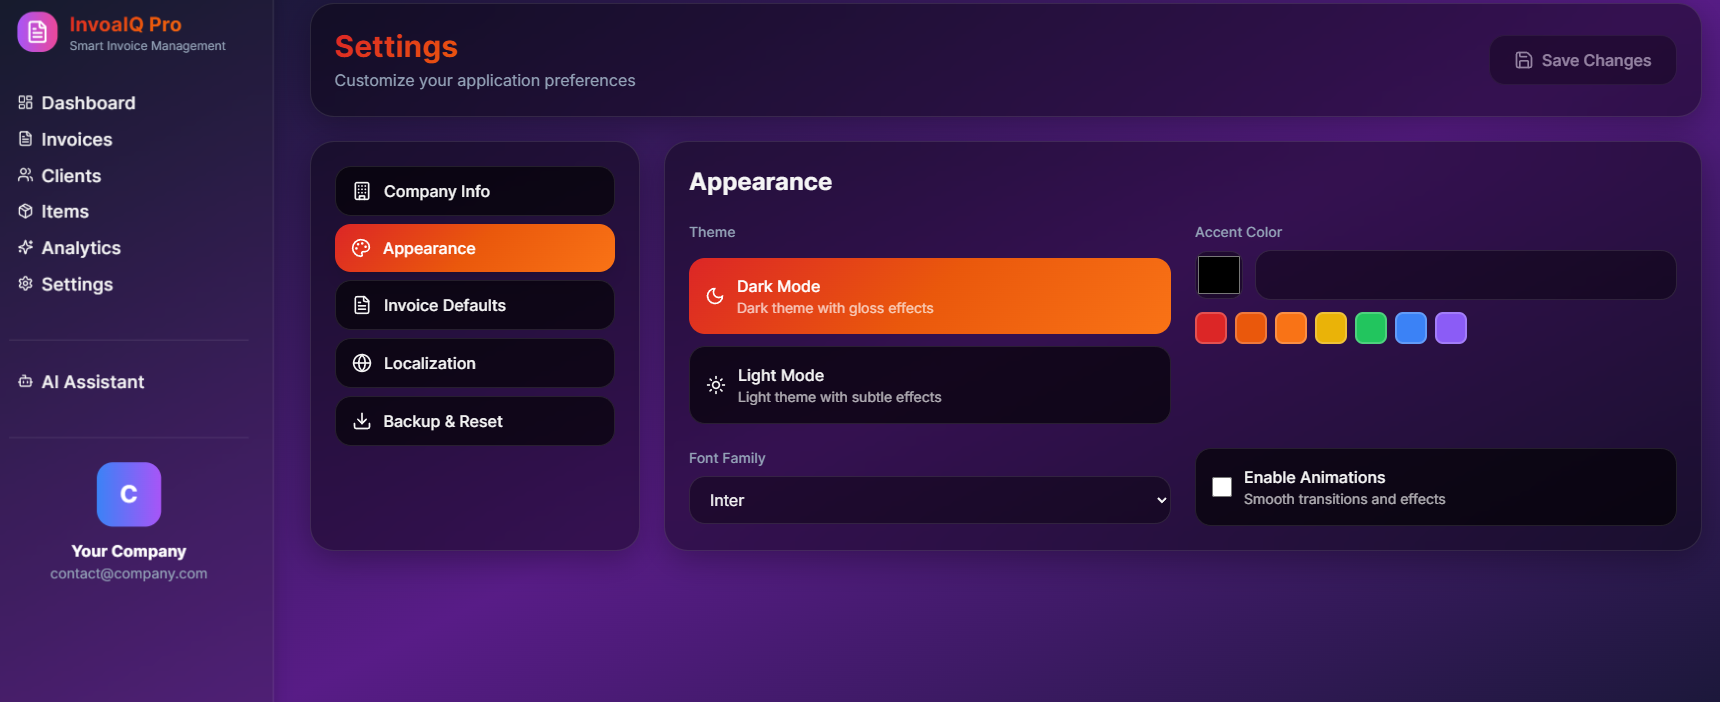 InvoaIQ Pro
Smart Invoice Management
Dashboard
Invoices
Clients
Items
Analytics
Settings
AI Assistant
C
Your Company
contact@company.com
Settings
Customize your application preferences
Save Changes
Company Info
Appearance
Invoice Defaults
Localization
Backup & Reset
Appearance
Theme
Dark Mode
Dark theme with gloss effects
Light Mode
Light theme with subtle effects
Accent Color
Font Family
Inter
Enable Animations
Smooth transitions and effects